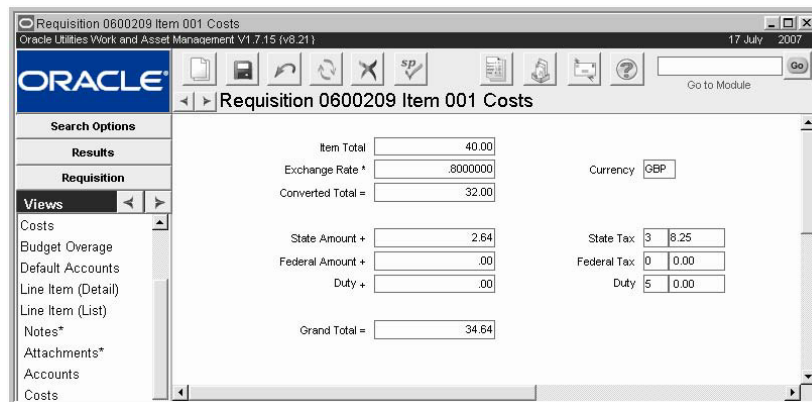 Requisition 0600209 Item 001 Costs
Oracle Utilities Work and Asset Management V1.7.15 (v8.21) 17 July 2007
ORACLE
sp
Go
Go to Module
Requisition 0600209 Item 001 Costs
Search Options
Results
Requisition
Views
Costs
Budget Overage
Default Accounts
Line Item (Detail)
Line Item (List)
Notes*
Attachments*
Accounts
Costs
Item Total 40.00
Exchange Rate * .8000000 Currency GBP
Converted Total = 32.00
State Amount + 2.64 State Tax 3 8.25
Federal Amount + .00 Federal Tax 0 0.00
Duty + .00 Duty 5 0.00
Grand Total = 34.64